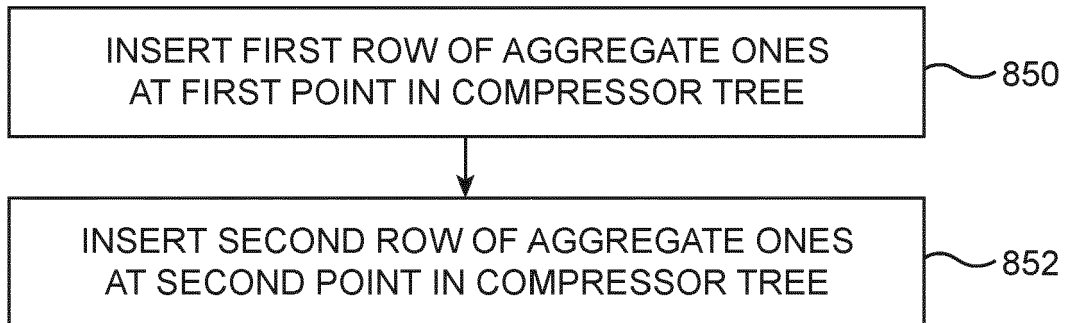 INSERT FIRST ROW OF AGGREGATE ONES
AT FIRST POINT IN COMPRESSOR TREE
850
INSERT SECOND ROW OF AGGREGATE ONES
AT SECOND POINT IN COMPRESSOR TREE
852